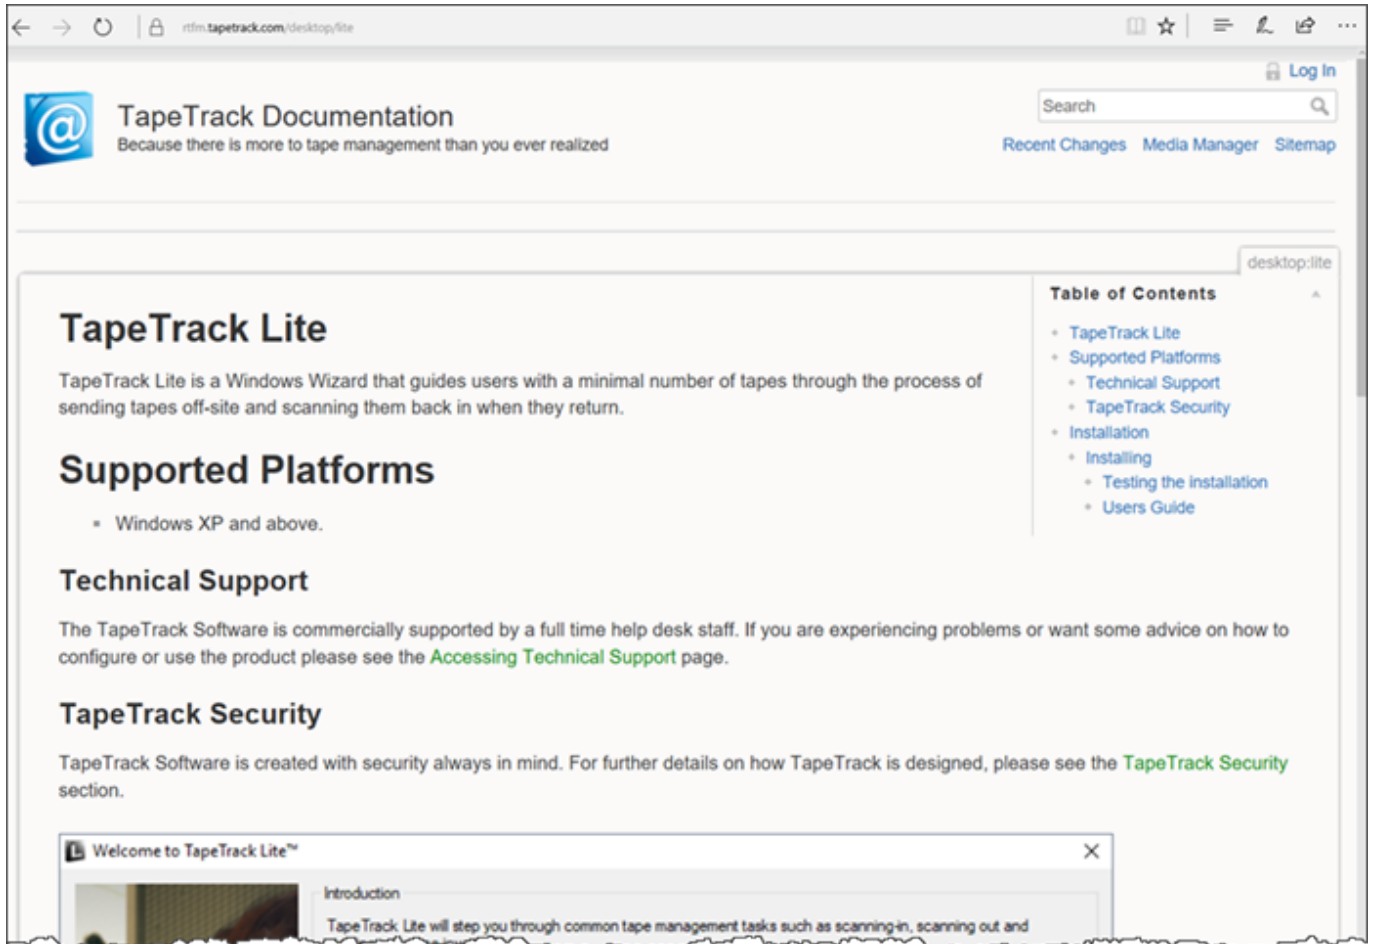 rtfm.tapetrack.com/desktop/lite
Log In
TapeTrack Documentation
Because there is more to tape management than you ever realized
Search
Recent Changes Media Manager Sitemap
desktop:lite
Table of Contents
TapeTrack Lite
Supported Platforms
Technical Support
TapeTrack Security
Installation
Installing
Testing the installation
Users Guide
TapeTrack Lite
TapeTrack Lite is a Windows Wizard that guides users with a minimal number of tapes through the process of
sending tapes off-site and scanning them back in when they return.
Supported Platforms
Windows XP and above.
Technical Support
The TapeTrack Software is commercially supported by a full time help desk staff. If you are experiencing problems or want some advice on how to
configure or use the product please see the Accessing Technical Support page.
TapeTrack Security
TapeTrack Software is created with security always in mind. For further details on how TapeTrack is designed, please see the TapeTrack Security
section.
Welcome to TapeTrack Lite™
Introduction
TapeTrack Lite will step you through common tape management tasks such as scanning-in, scanning out and